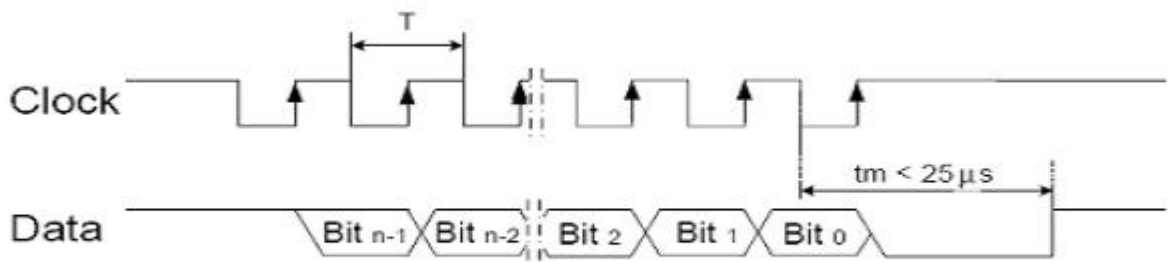 T
Clock
tm < 25 μs
Data
Bit n-1
Bit n-2
Bit 2
Bit 1
Bit 0